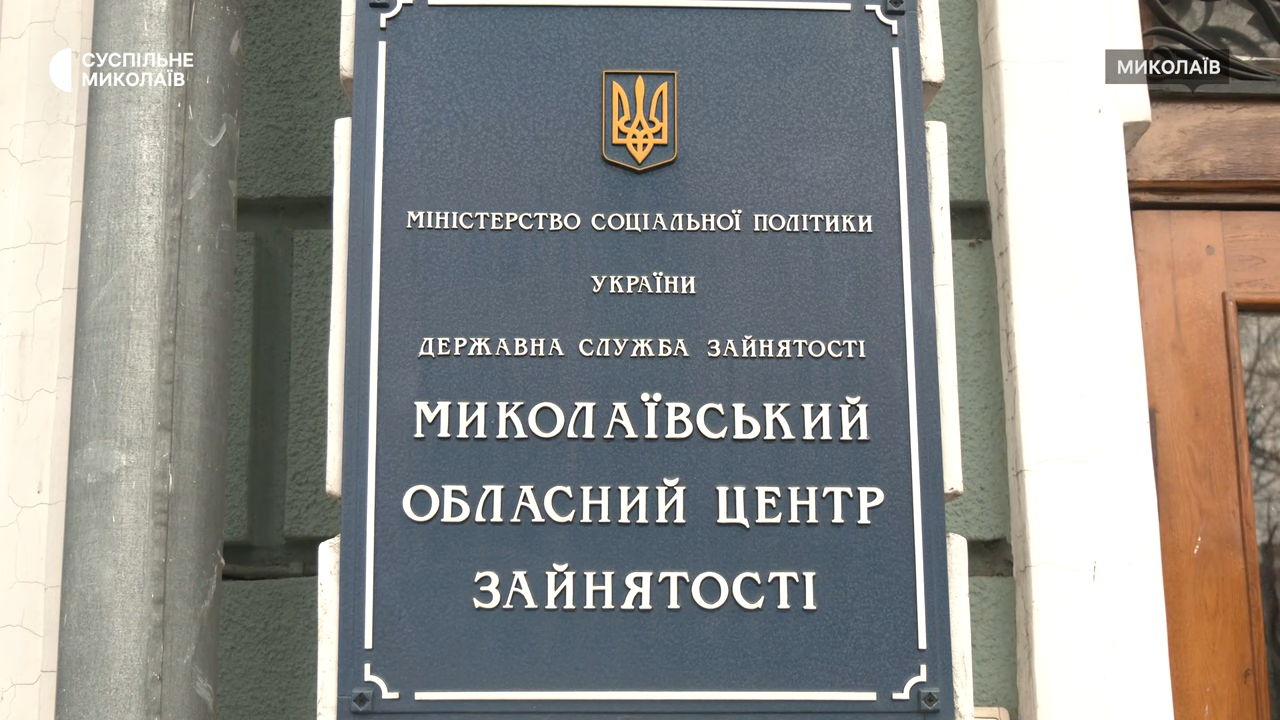 СУСПІЛЬНЕ
МИКОЛАЇВ
МИКОЛАЇВ
МІНІСТЕРСТВО СОЦІАЛЬНОЇ ПОЛІТИКИ
УКРАЇНИ
ДЕРЖАВНА СЛУЖБА ЗАЙНЯТОСТІ
МИКОЛАЇВСЬКИЙ
ОБЛАСНИЙ ЦЕНТР
ЗАЙНЯТОСТІ